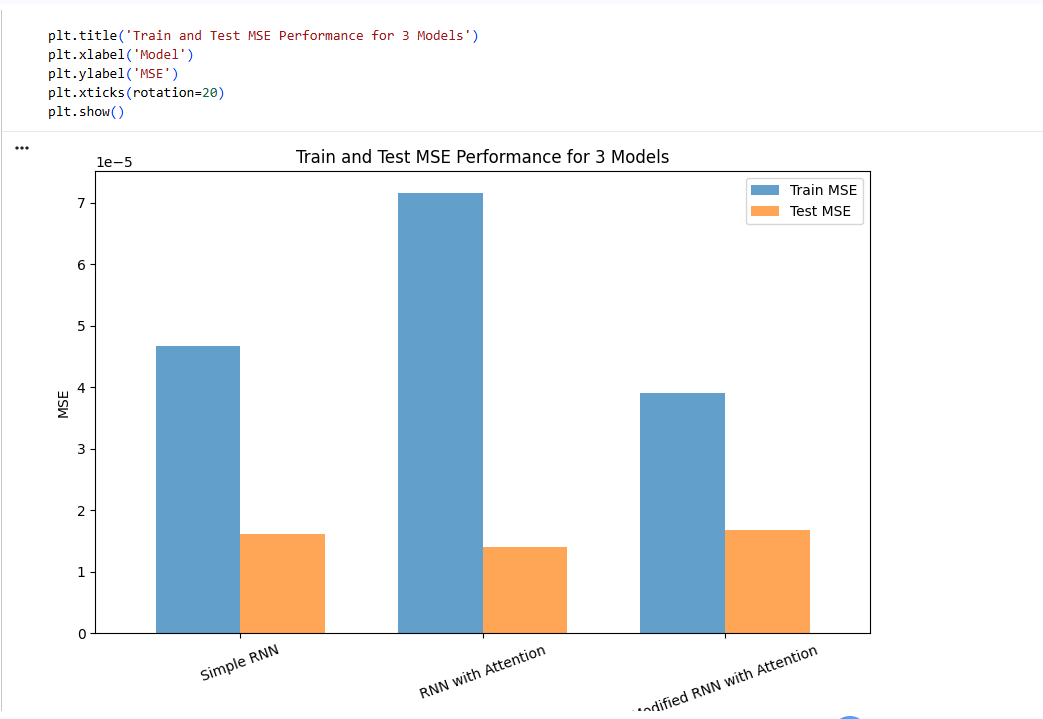 plt.title('Train and Test MSE Performance for 3 Models')
plt.xlabel('Model')
plt.ylabel('MSE')
plt.xticks(rotation=20)
plt.show()
1e−5
Train and Test MSE Performance for 3 Models
Train MSE
Test MSE
7
6
5
4
3
2
1
0
MSE
Simple RNN
RNN with Attention
RNN with Attention